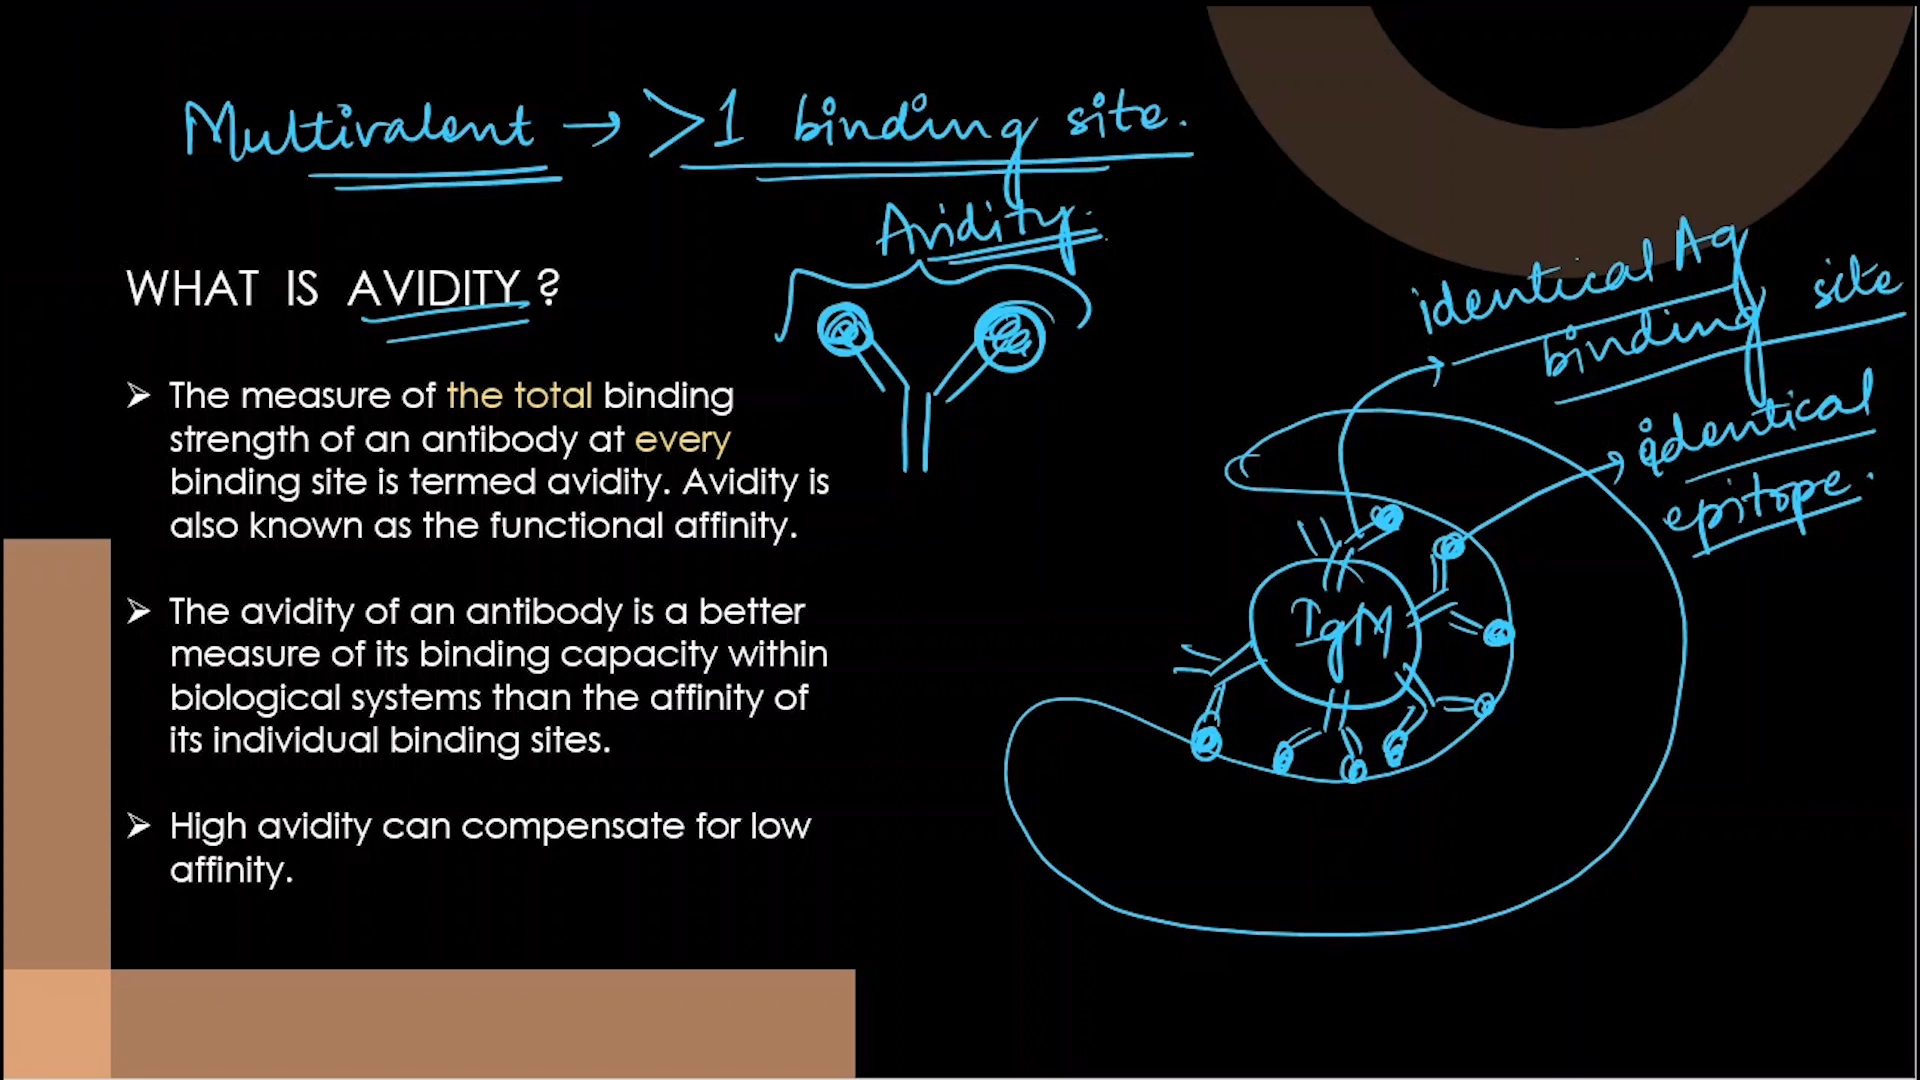 Multivalent → >1 binding site.
Avidity.
WHAT IS AVIDITY ?
➢ The measure of the total binding
strength of an antibody at every
binding site is termed avidity. Avidity is
also known as the functional affinity.
➢ The avidity of an antibody is a better
measure of its binding capacity within
biological systems than the affinity of
its individual binding sites.
➢ High avidity can compensate for low
affinity.
identical Ag
binding site
identical
epitope.
IgM